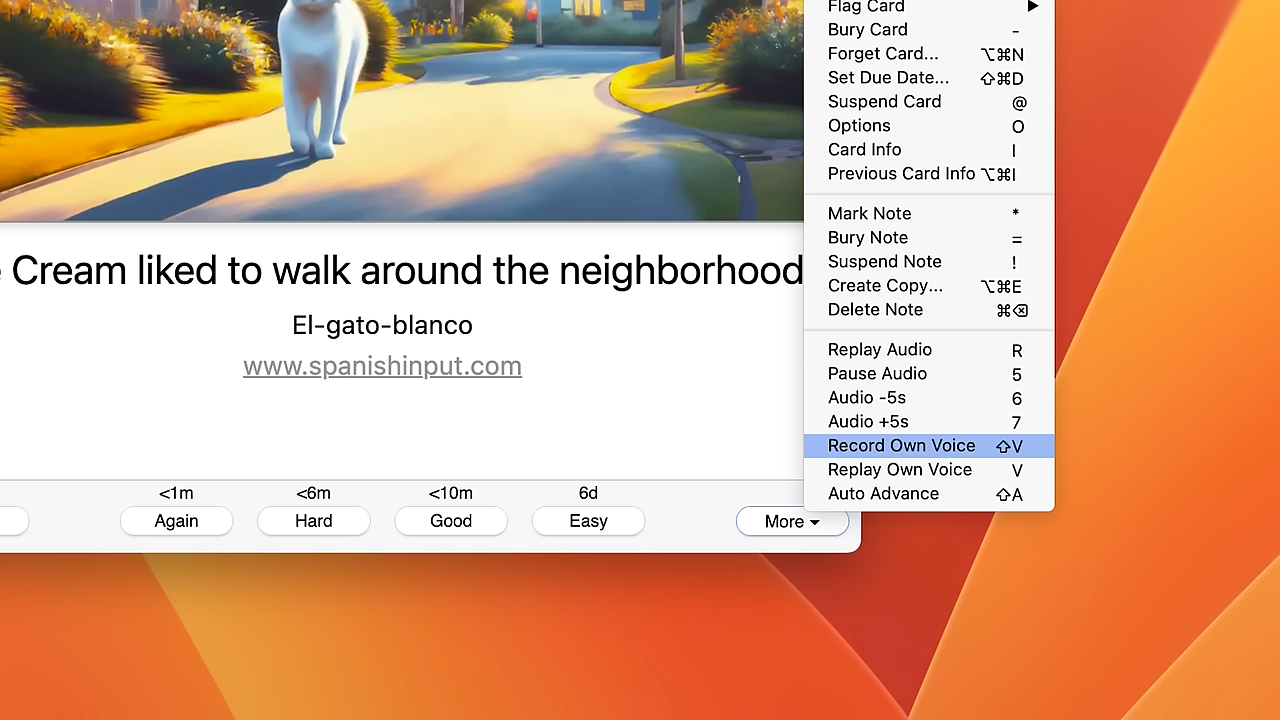 Cream liked to walk around the neighborhood
El-gato-blanco
www.spanishinput.com
<1m
<6m
<10m
6d
Again
Hard
Good
Easy
More
Flag Card
Bury Card -
Forget Card... ⌥⌘N
Set Due Date... ⇧⌘D
Suspend Card @
Options O
Card Info I
Previous Card Info ⌥⌘I
Mark Note *
Bury Note =
Suspend Note !
Create Copy... ⌥⌘E
Delete Note ⌘⌫
Replay Audio R
Pause Audio 5
Audio -5s 6
Audio +5s 7
Record Own Voice ⇧V
Replay Own Voice V
Auto Advance ⇧A